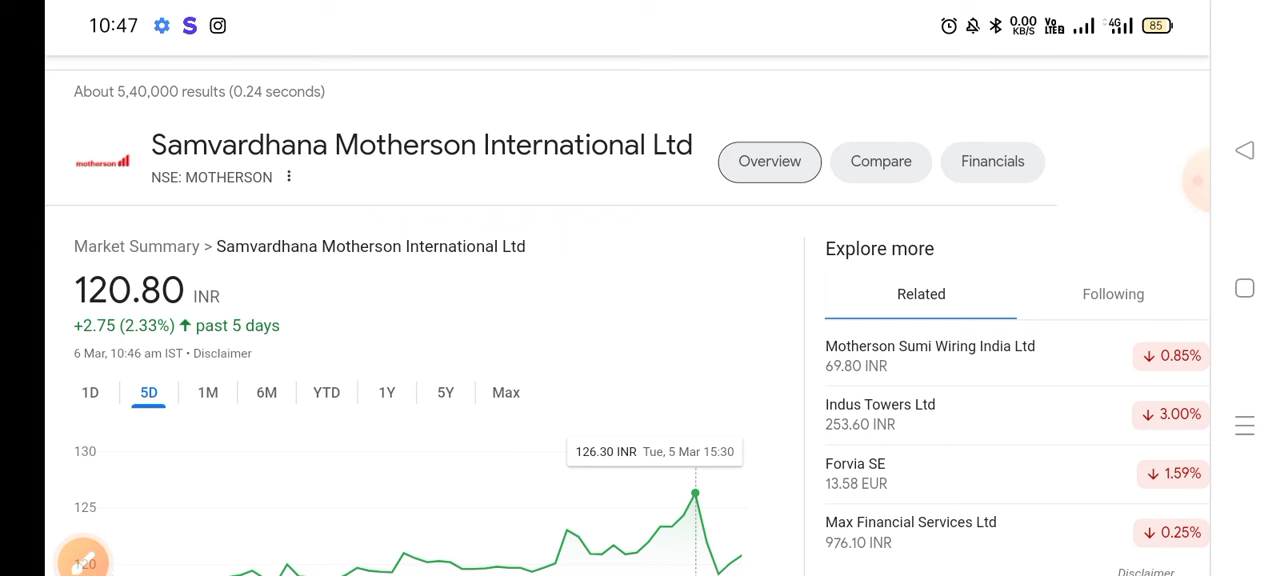 10:47
0.00 KB/S Vo LTE2 4G 85
About 5,40,000 results (0.24 seconds)
motherson
Samvardhana Motherson International Ltd
NSE: MOTHERSON
Overview Compare Financials
Market Summary > Samvardhana Motherson International Ltd
120.80 INR
+2.75 (2.33%) ↑ past 5 days
6 Mar, 10:46 am IST • Disclaimer
1D 5D 1M 6M YTD 1Y 5Y Max
130
126.30 INR Tue, 5 Mar 15:30
125
120
Explore more
Related Following
Motherson Sumi Wiring India Ltd
69.80 INR
↓ 0.85%
Indus Towers Ltd
253.60 INR
↓ 3.00%
Forvia SE
13.58 EUR
↓ 1.59%
Max Financial Services Ltd
976.10 INR
↓ 0.25%
Disclaimer